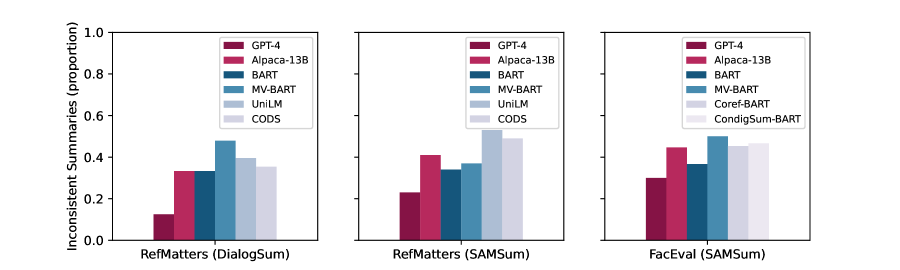 Inconsistent Summaries (proportion)
1.0
0.8
0.6
0.4
0.2
0.0
GPT-4
Alpaca-13B
BART
MV-BART
UniLM
CODS
RefMatters (DialogSum)
GPT-4
Alpaca-13B
BART
MV-BART
UniLM
CODS
RefMatters (SAMSum)
GPT-4
Alpaca-13B
BART
MV-BART
Coref-BART
CondigSum-BART
FacEval (SAMSum)